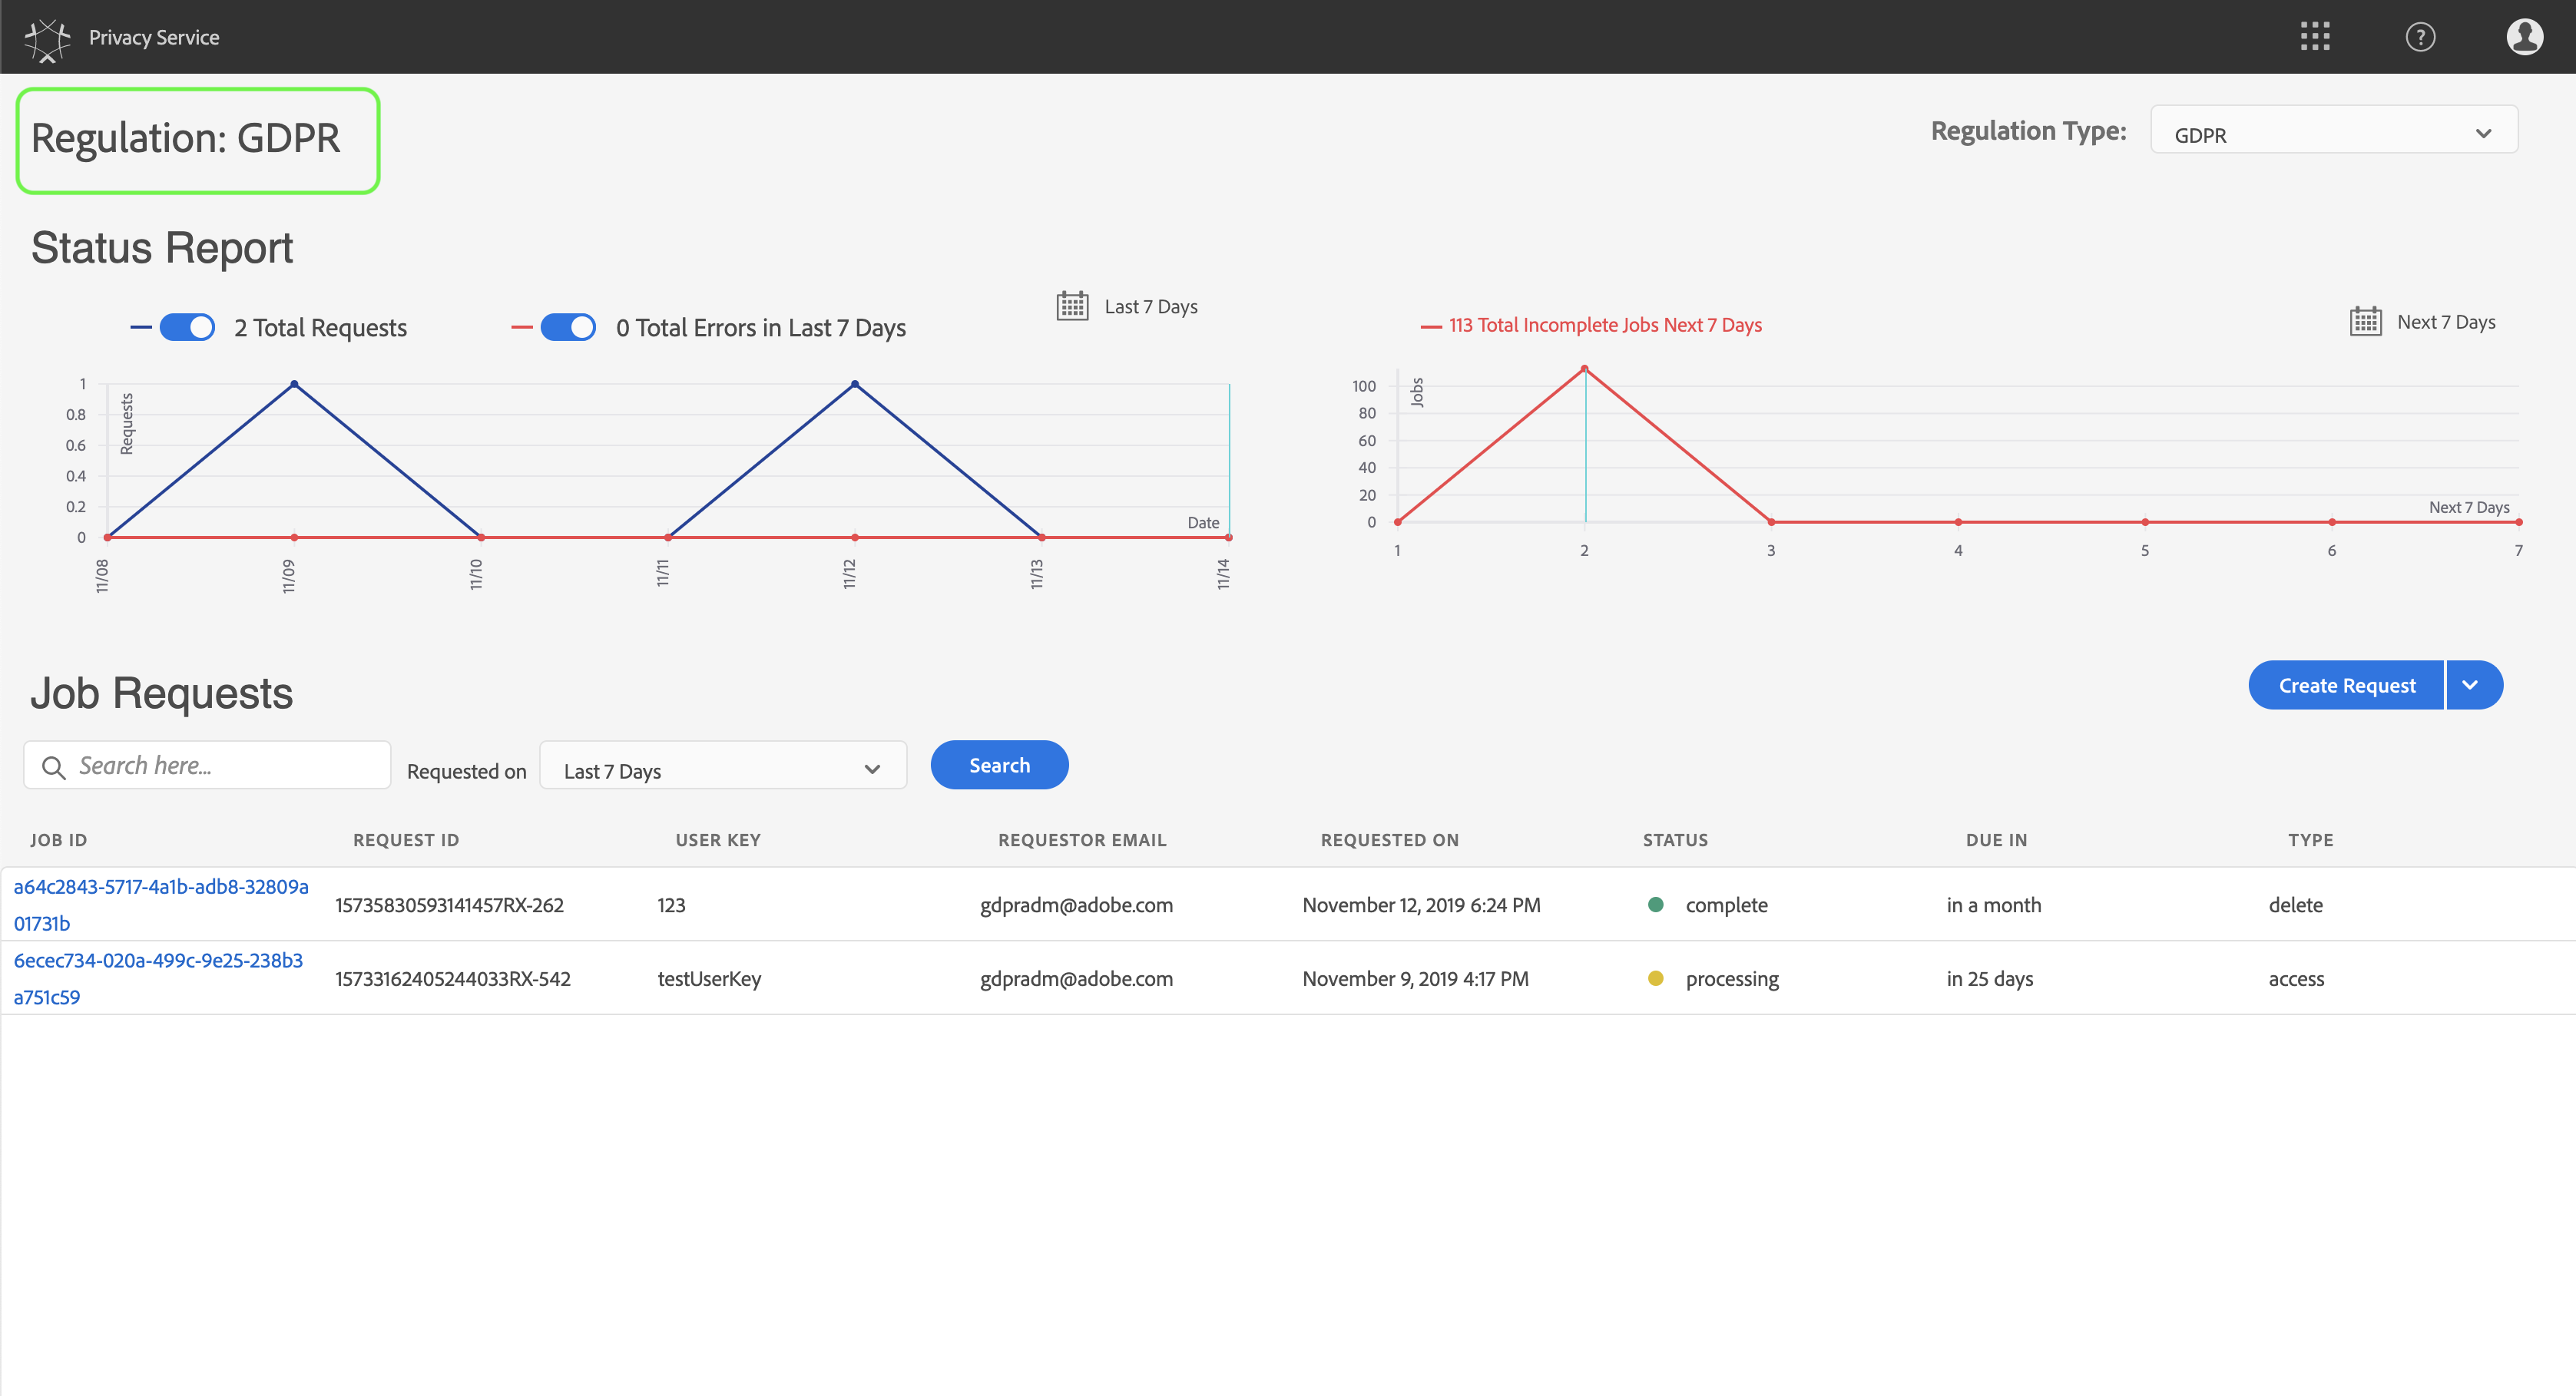 Privacy Service
?
Regulation: GDPR
Regulation Type:
GDPR
Status Report
2 Total Requests
0 Total Errors in Last 7 Days
Last 7 Days
113 Total Incomplete Jobs Next 7 Days
Next 7 Days
1
0.8
0.6
0.4
0.2
0
Requests
Date
11/08
11/09
11/10
11/11
11/12
11/13
11/14
100
80
60
40
20
0
Jobs
Next 7 Days
1
2
3
4
5
6
7
Job Requests
Create Request
Search here...
Requested on
Last 7 Days
Search
JOB ID
REQUEST ID
USER KEY
REQUESTOR EMAIL
REQUESTED ON
STATUS
DUE IN
TYPE
a64c2843-5717-4a1b-adb8-32809a
01731b
15735830593141457RX-262
123
gdpradm@adobe.com
November 12, 2019 6:24 PM
complete
in a month
delete
6ecec734-020a-499c-9e25-238b3
a751c59
15733162405244033RX-542
testUserKey
gdpradm@adobe.com
November 9, 2019 4:17 PM
processing
in 25 days
access